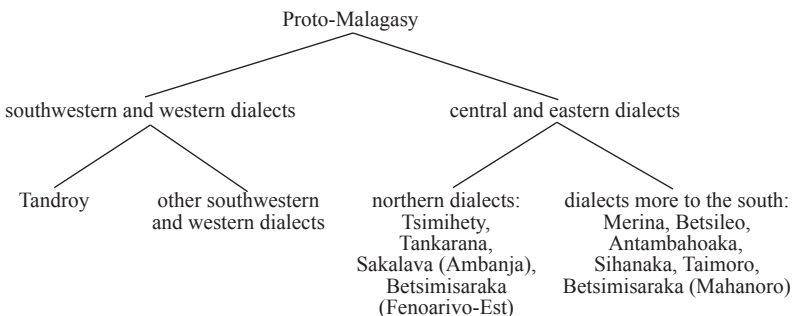 Proto-Malagasy
southwestern and western dialects
central and eastern dialects
Tandroy
other southwestern
and western dialects
northern dialects:
Tsimihety,
Tankarana,
Sakalava (Ambanja),
Betsimisaraka
(Fenoarivo-Est)
dialects more to the south:
Merina, Betsileo,
Antambahoaka,
Sihanaka, Taimoro,
Betsimisaraka (Mahanoro)